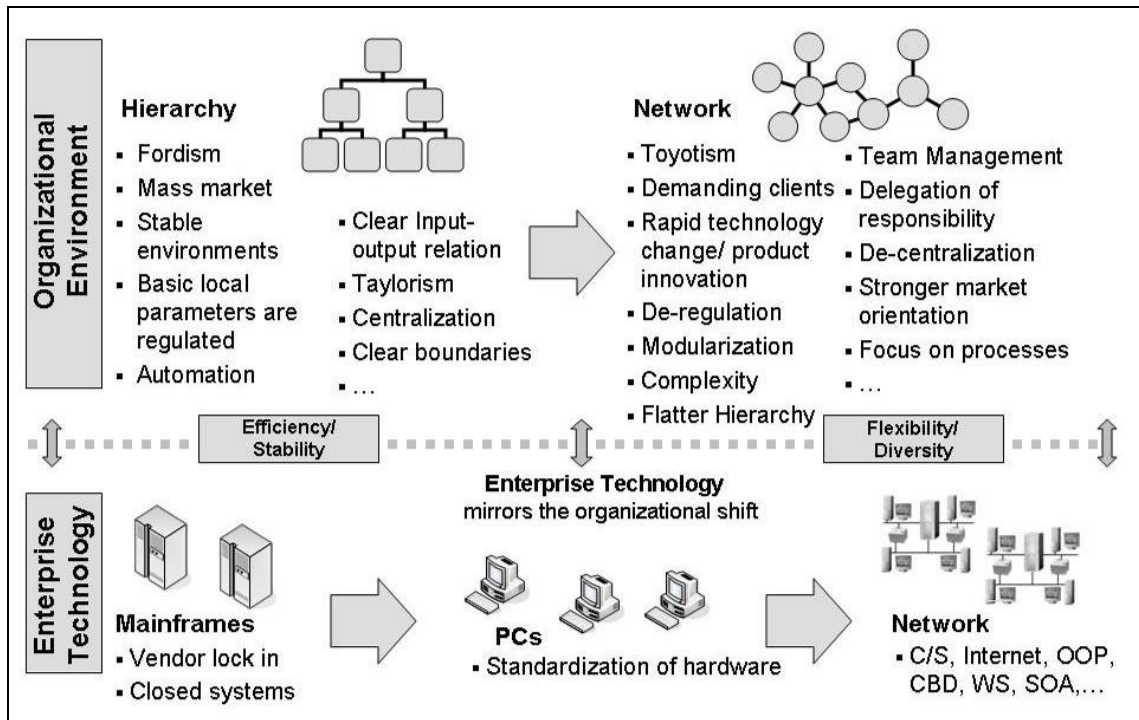 Organizational
Environment
Hierarchy
▪ Fordism
▪ Mass market
▪ Stable
environments
▪ Basic local
parameters are
regulated
▪ Automation
▪ Clear Input-
output relation
▪ Taylorism
▪ Centralization
▪ Clear boundaries
▪ …
Network
▪ Toyotism
▪ Demanding clients
▪ Rapid technology
change/ product
innovation
▪ De-regulation
▪ Modularization
▪ Complexity
▪ Flatter Hierarchy
▪ Team Management
▪ Delegation of
responsibility
▪ De-centralization
▪ Stronger market
orientation
▪ Focus on processes
▪ …
Efficiency/
Stability
Flexibility/
Diversity
Enterprise Technology
mirrors the organizational shift
Enterprise
Technology
Mainframes
▪ Vendor lock in
▪ Closed systems
PCs
▪ Standardization of hardware
Network
▪ C/S, Internet, OOP,
CBD, WS, SOA,…